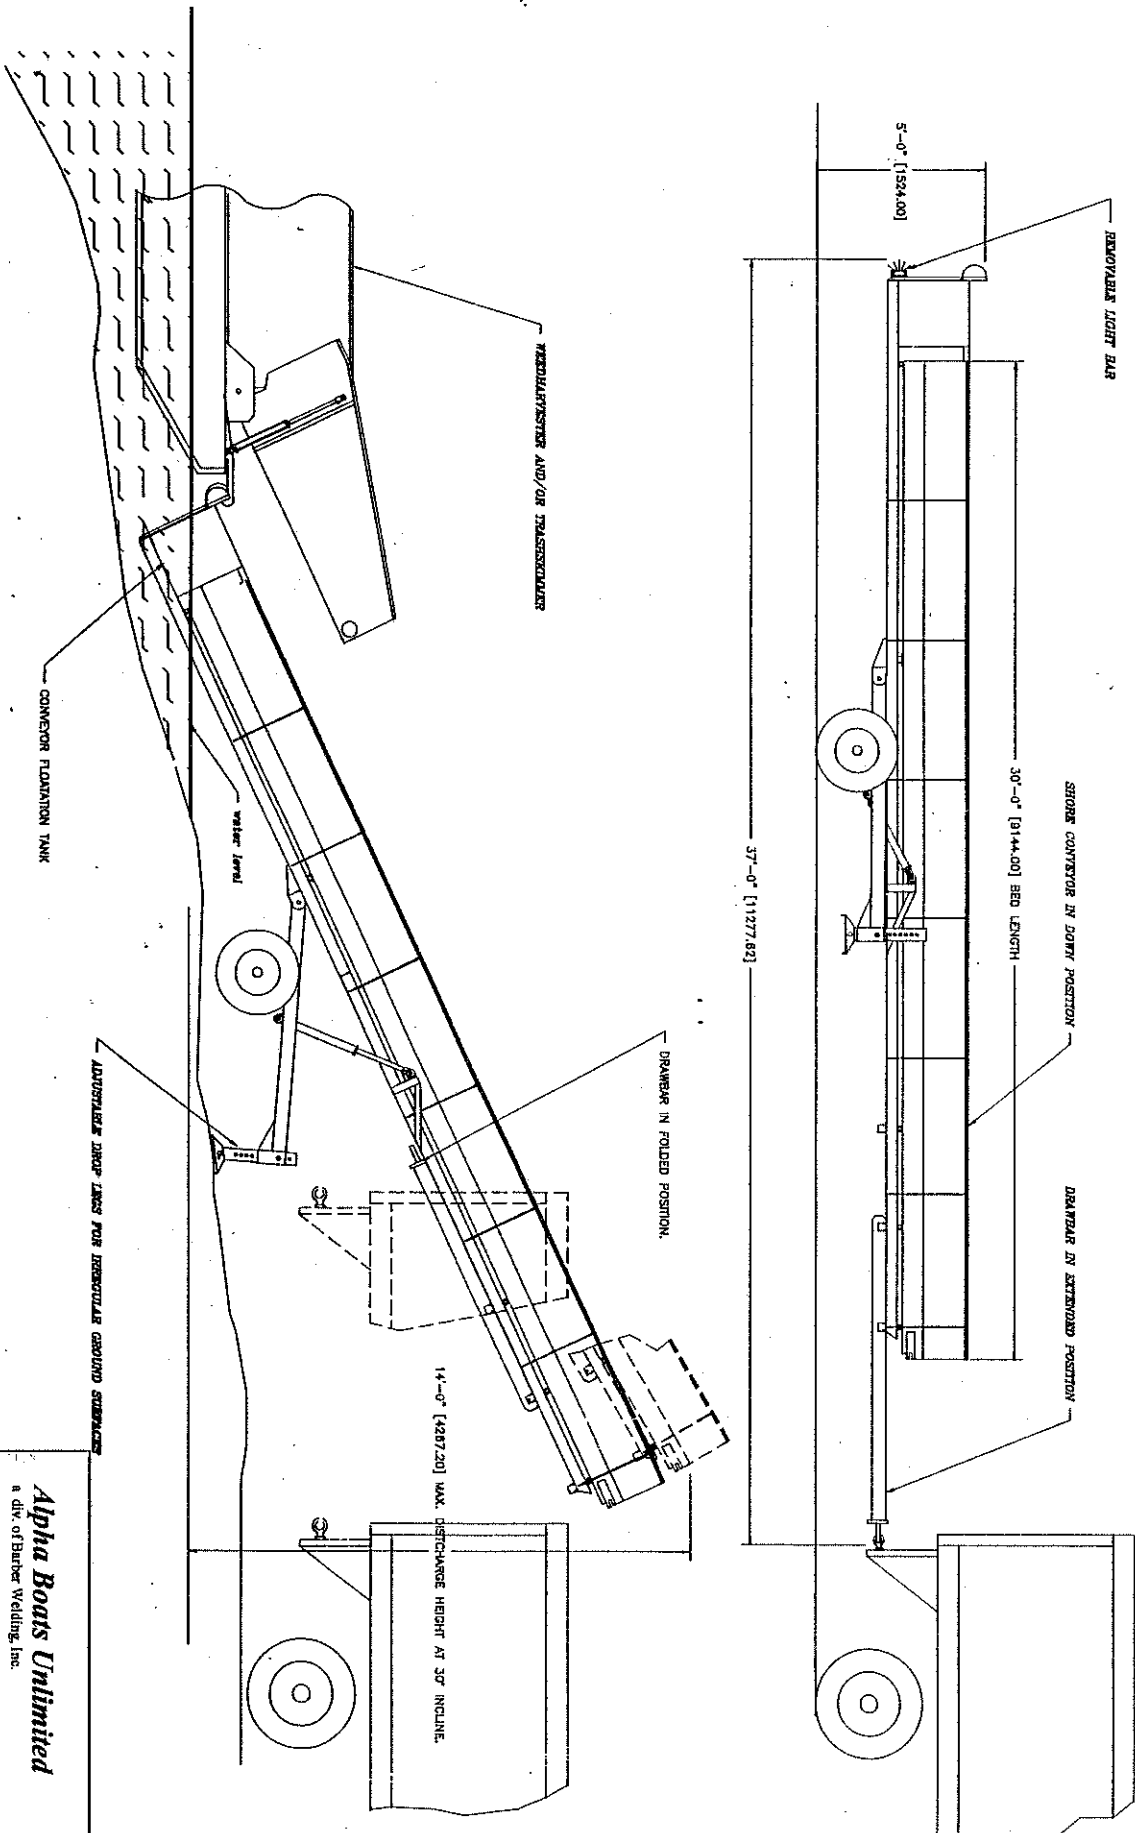 REMOVABLE LIGHT BAR
SHORE CONVEYOR IN DOWN POSITION
DRAWBAR IN EXTENDED POSITION
5'-0" [1524.00]
30'-0" [9144.00] BED LENGTH
37'-0" [11277.62]
WEEDHARVESTER AND/OR TRASHSKIMMER
DRAWBAR IN FOLDED POSITION.
14'-0" [4267.20] MAX. DISTCHARGE HEIGHT AT 30° INCLINE.
water level
CONVEYOR FLOATATION TANK
ADJUSTABLE DROP LEGS FOR IRREGULAR GROUND SURFACES
Alpha Boats Unlimited
a div. of Barber Welding, Inc.